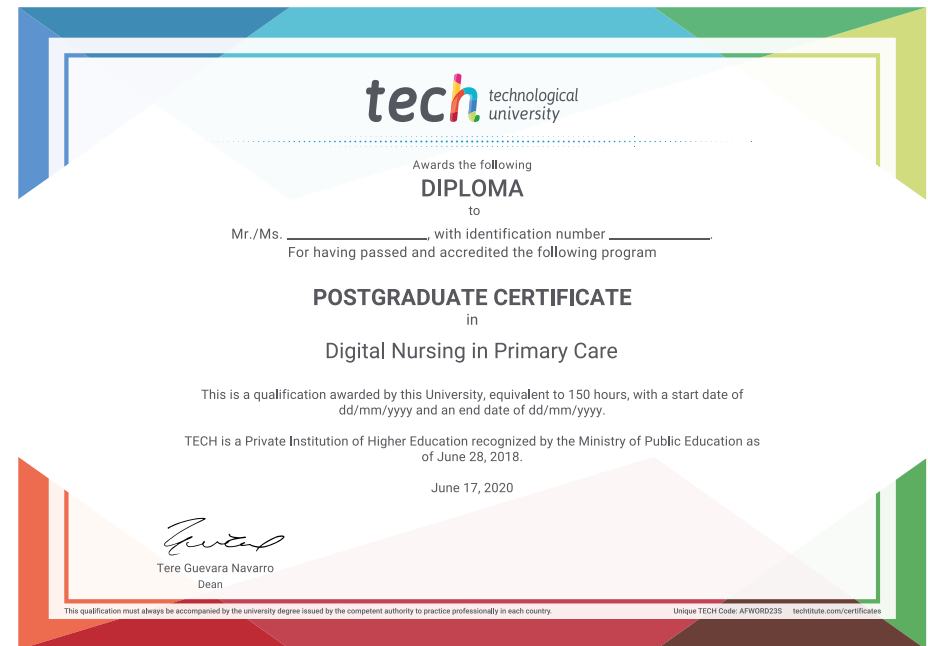 tech technological
university
Awards the following
DIPLOMA
to
Mr./Ms. __________________, with identification number _____________.
For having passed and accredited the following program
POSTGRADUATE CERTIFICATE
in
Digital Nursing in Primary Care
This is a qualification awarded by this University, equivalent to 150 hours, with a start date of
dd/mm/yyyy and an end date of dd/mm/yyyy.
TECH is a Private Institution of Higher Education recognized by the Ministry of Public Education as
of June 28, 2018.
June 17, 2020
Tere Guevara Navarro
Dean
This qualification must always be accompanied by the university degree issued by the competent authority to practice professionally in each country.
Unique TECH Code: AFWORD23S techtitute.com/certificates